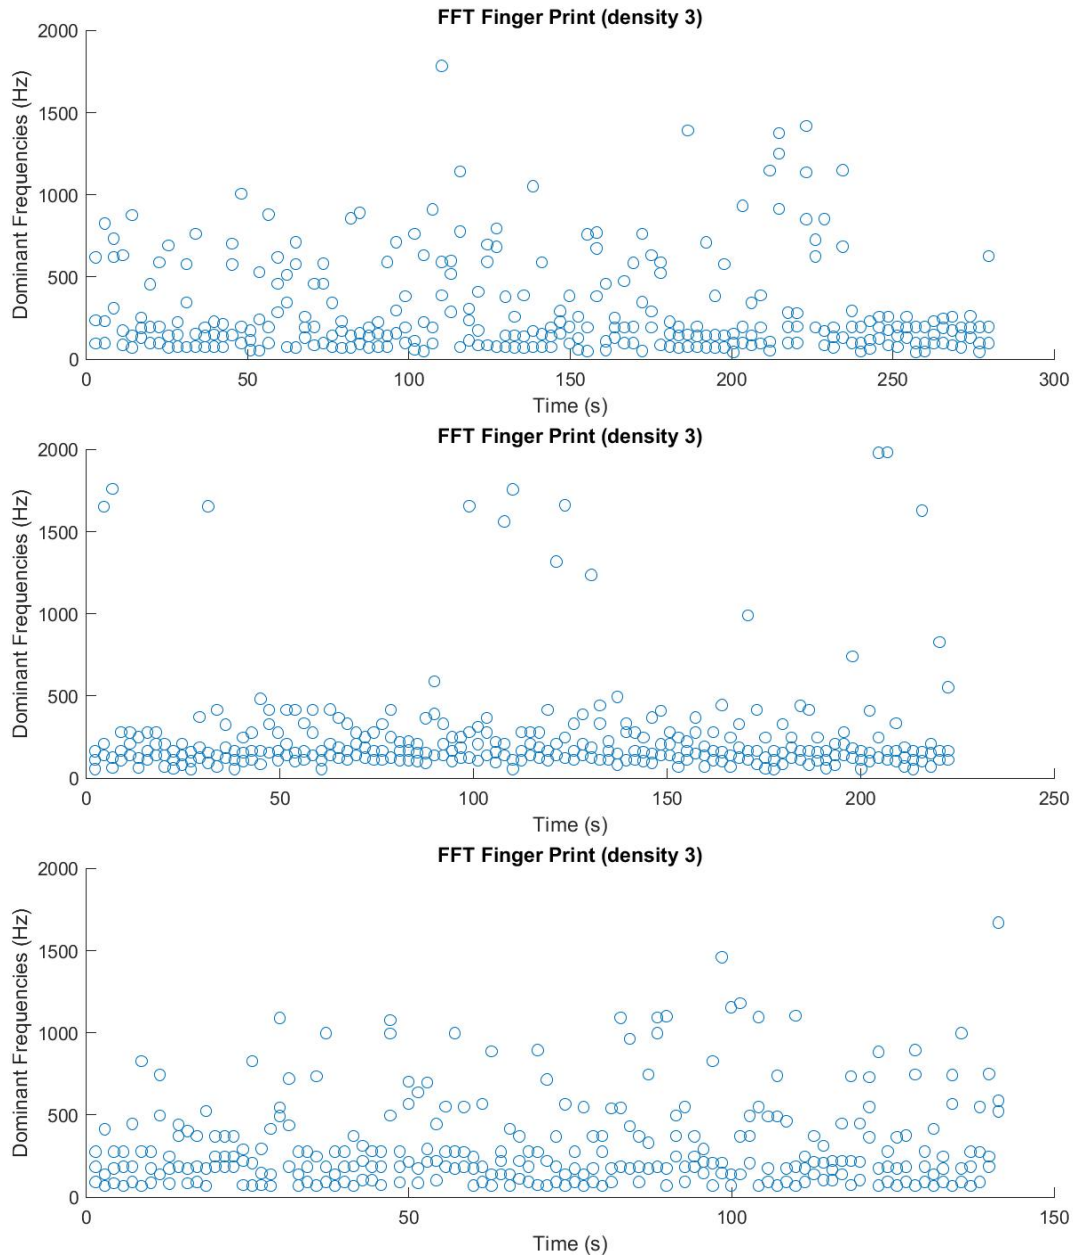 FFT Finger Print (density 3)
2000
1500
1000
500
0
Dominant Frequencies (Hz)
0 50 100 150 200 250 300
Time (s)
FFT Finger Print (density 3)
2000
1500
1000
500
0
Dominant Frequencies (Hz)
0 50 100 150 200 250
Time (s)
FFT Finger Print (density 3)
2000
1500
1000
500
0
Dominant Frequencies (Hz)
0 50 100 150
Time (s)